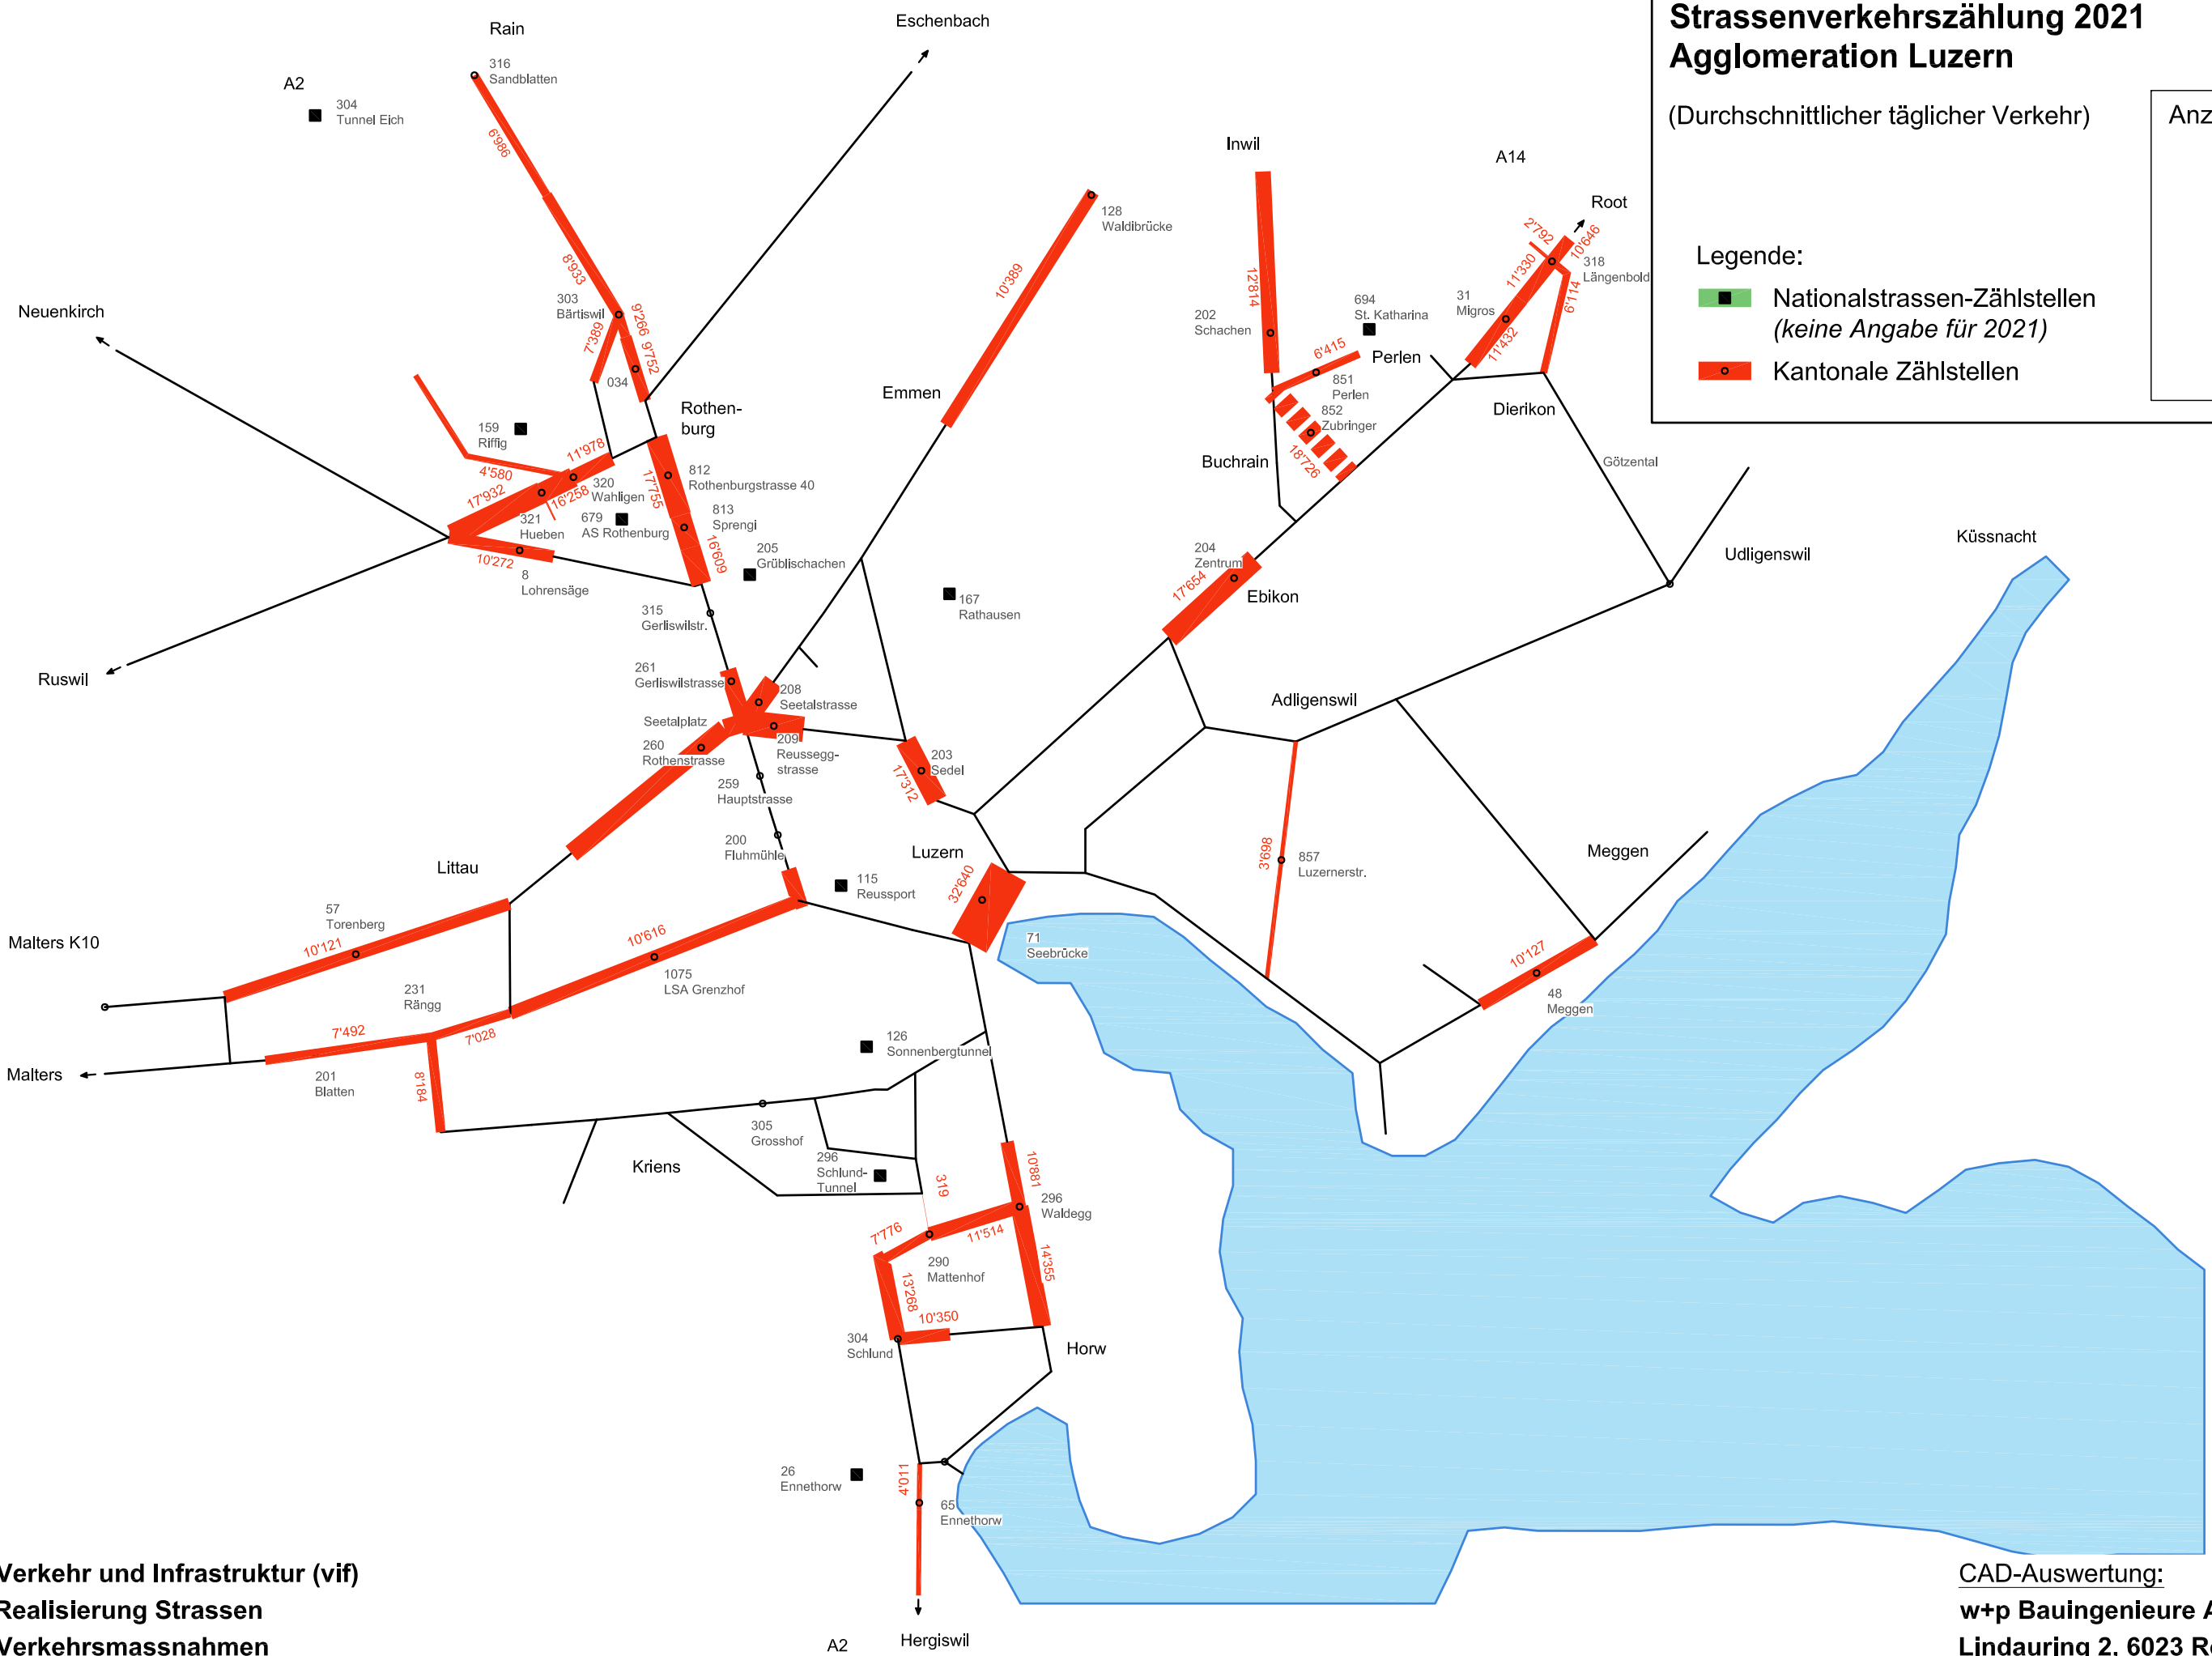 Strassenverkehrszählung 2021
Agglomeration Luzern
(Durchschnittlicher täglicher Verkehr)
Anz
Legende:
Nationalstrassen-Zählstellen
(keine Angabe für 2021)
Kantonale Zählstellen
Eschenbach
Rain
316
Sandblatten
A2
304
Tunnel Eich
6'986
Inwil
A14
Root
128
Waldibrücke
10'389
12'814
2'792
10'646
11'330
318
Längenbold
6'114
31
Migros
11'432
8'933
303
Bärtiswil
9'266
9'752
7'389
034
Neuenkirch
694
St. Katharina
202
Schachen
6'415
Perlen
851
Perlen
852
Zubringer
18'726
Emmen
Rothen-
burg
Dierikon
Buchrain
Götzental
159
Riffig
11'978
4'580
17'932
16'258
320
Wahligen
321
Hueben
679
AS Rothenburg
812
Rothenburgstrasse 40
17'755
813
Sprengi
16'609
205
Grüblischachen
10'272
8
Lohrensäge
Küssnacht
Udligenswil
204
Zentrum
17'654
Ebikon
167
Rathausen
315
Gerliswilstr.
Ruswil
261
Gerliswilstrasse
208
Seetalstrasse
Adligenswil
Seetalplatz
260
Rothenstrasse
209
Reussegg-
strasse
203
Sedel
17'312
259
Hauptstrasse
200
Fluhmühle
Luzern
Littau
115
Reussport
32'640
3'698
857
Luzernerstr.
Meggen
57
Torenberg
Malters K10
10'121
10'616
71
Seebrücke
10'127
1075
LSA Grenzhof
48
Meggen
231
Rängg
7'492
7'028
Malters
201
Blatten
8'184
126
Sonnenbergtunnel
305
Grosshof
Kriens
296
Schlund-
Tunnel
319
10'881
296
Waldegg
7'776
11'514
290
Mattenhof
14'355
13'268
10'350
304
Schlund
Horw
26
Ennethorw
4'011
65
Ennethorw
A2
Hergiswil
Verkehr und Infrastruktur (vif)
Realisierung Strassen
Verkehrsmassnahmen
CAD-Auswertung:
w+p Bauingenieure A
Lindauring 2, 6023 R